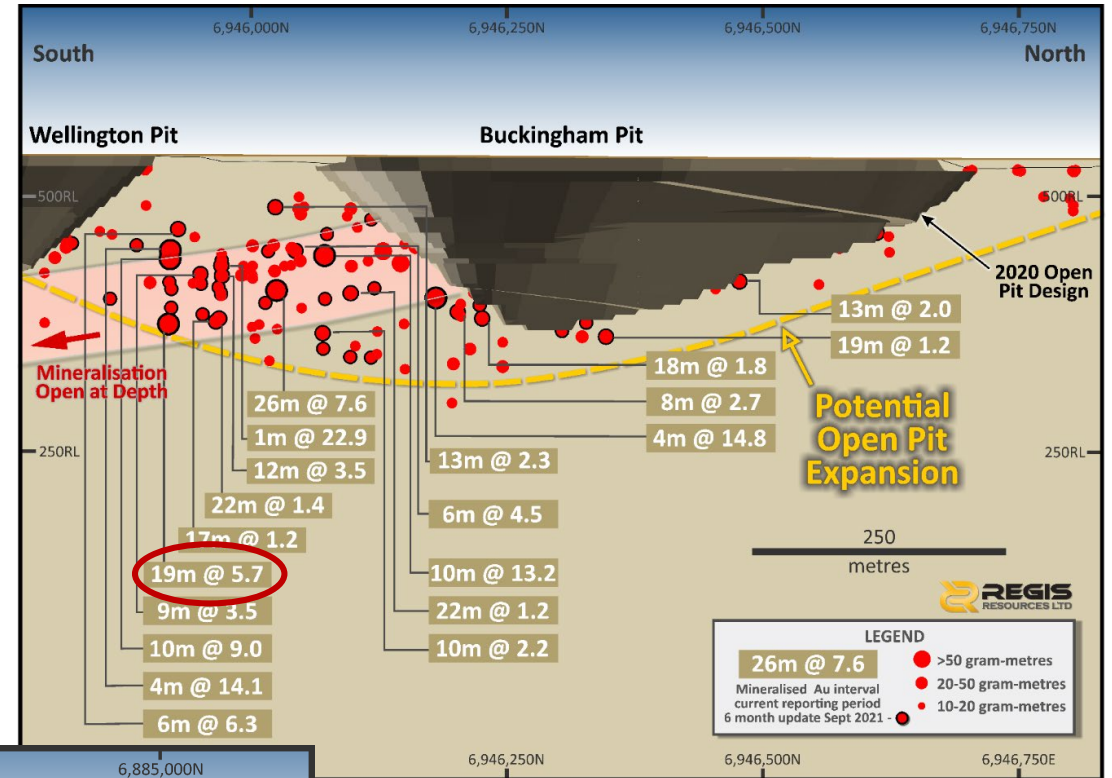 6,946,000N
6,946,250N
6,946,500N
6,946,750N
South
North
Wellington Pit
Buckingham Pit
500RL
500RL
2020 Open
Pit Design
13m @ 2.0
19m @ 1.2
Mineralisation
Open at Depth
18m @ 1.8
8m @ 2.7
4m @ 14.8
Potential
Open Pit
Expansion
26m @ 7.6
1m @ 22.9
12m @ 3.5
22m @ 1.4
17m @ 1.2
19m @ 5.7
9m @ 3.5
10m @ 9.0
4m @ 14.1
6m @ 6.3
250RL
250RL
13m @ 2.3
6m @ 4.5
10m @ 13.2
22m @ 1.2
10m @ 2.2
250
metres
REGIS
RESOURCES LTD
LEGEND
26m @ 7.6
Mineralised Au interval
current reporting period
6 month update Sept 2021 -
>50 gram-metres
20-50 gram-metres
10-20 gram-metres
6,885,000N
6,946,250N
6,946,500N
6,946,750E